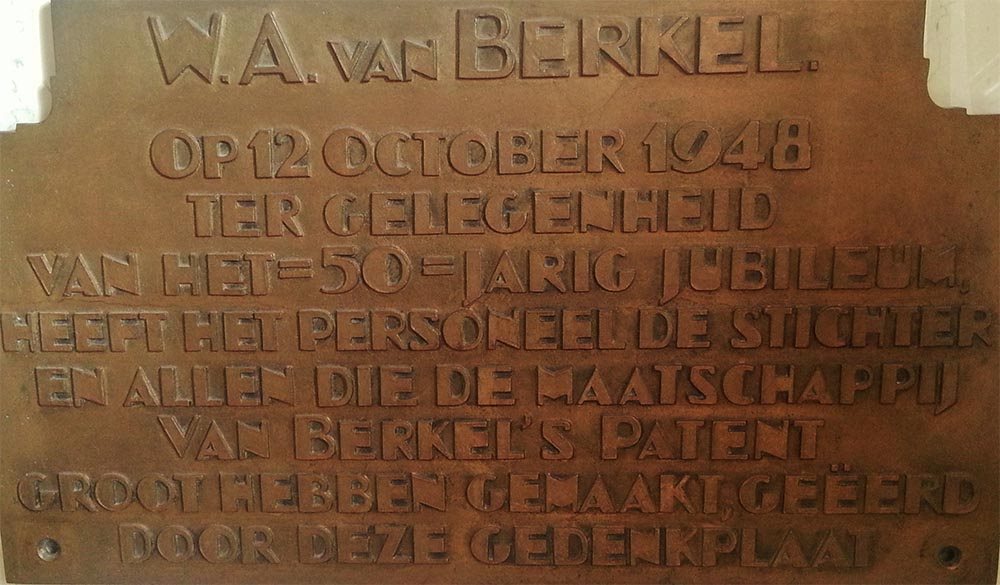 W.A. VAN BERKEL.
OP 12 OCTOBER 1948
TER GELEGENHEID
VAN HET=50=JARIG JUBILEUM,
HEEFT HET PERSONEEL DE STICHTER
EN ALLEN DIE DE MAATSCHAPPIJ
VAN BERKEL'S PATENT
GROOT HEBBEN GEMAAKT, GEËERD
DOOR DEZE GEDENKPLAAT